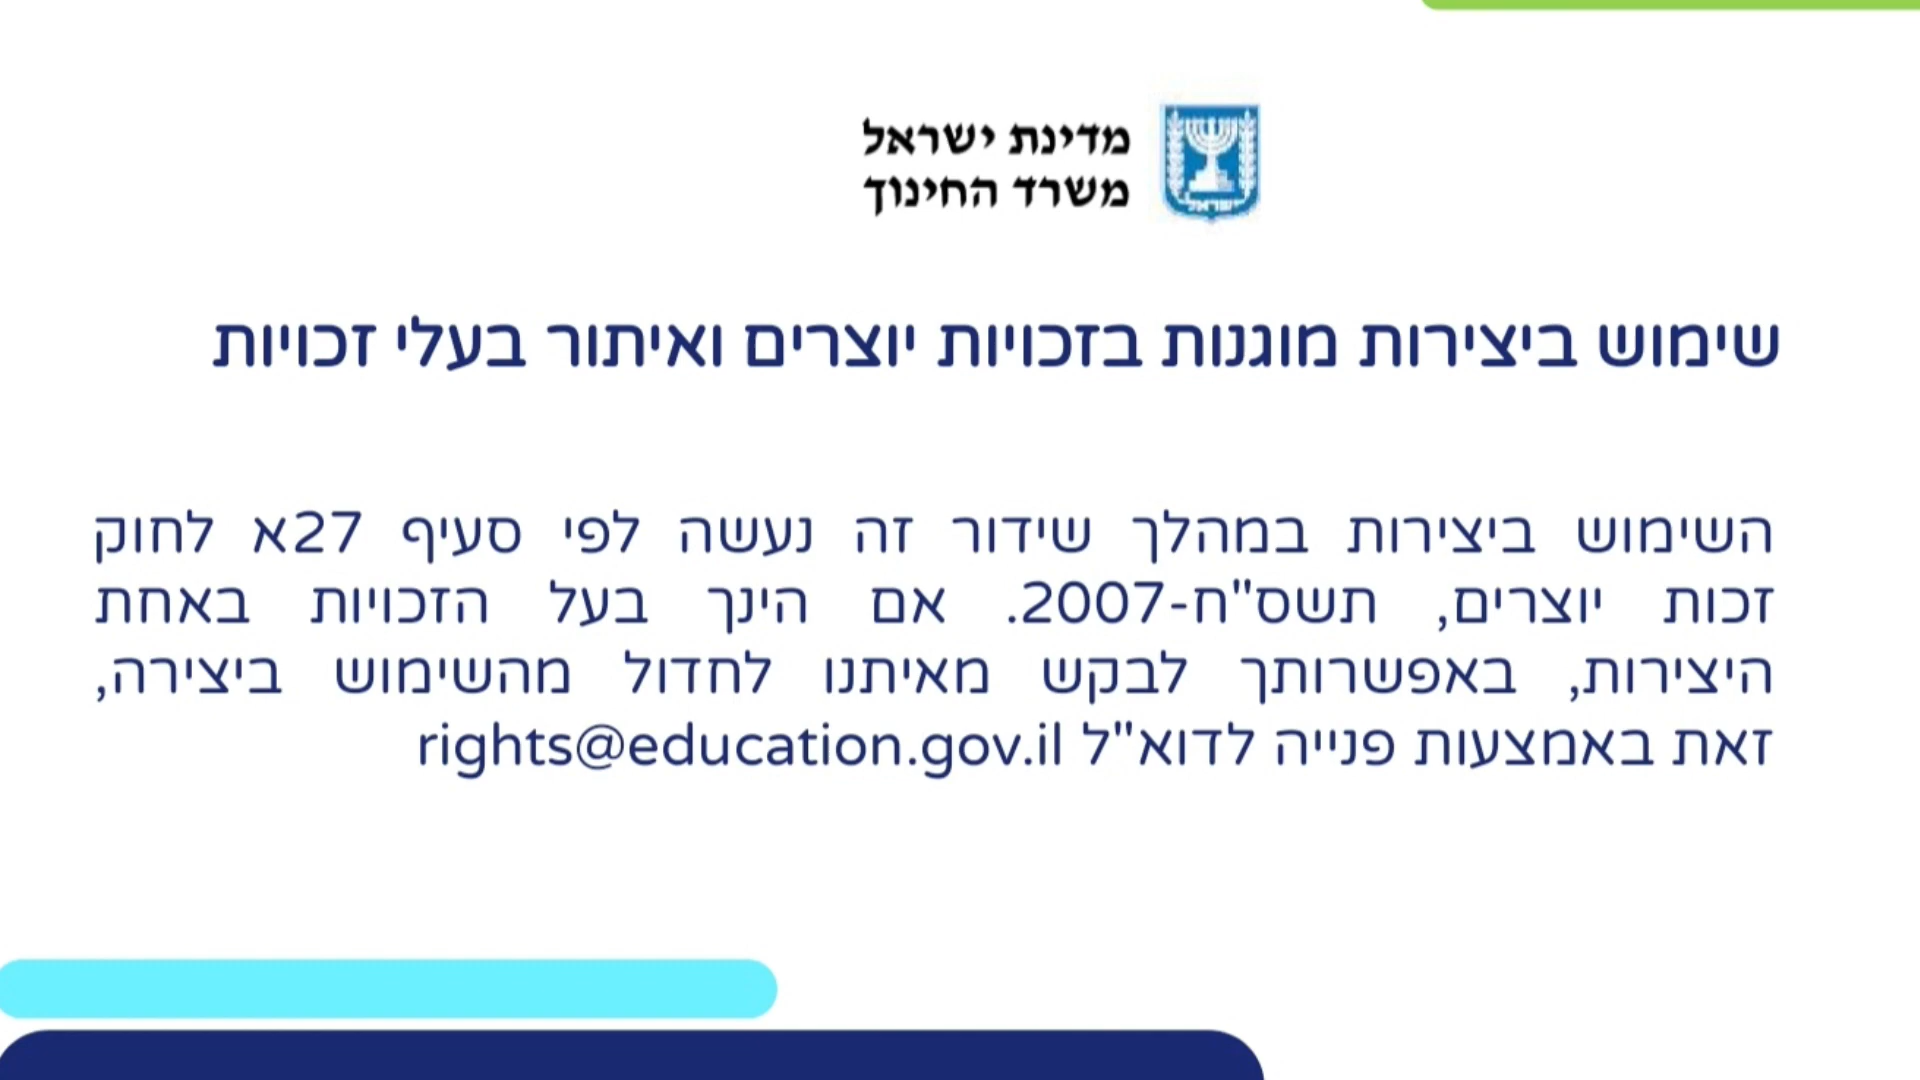 מדינת ישראל
משרד החינוך
ישראל
שימוש ביצירות מוגנות בזכויות יוצרים ואיתור בעלי זכויות
השימוש ביצירות במהלך שידור זה נעשה לפי סעיף 27א לחוק
זכות יוצרים, תשס"ח-2007. אם הינך בעל הזכויות באחת
היצירות, באפשרותך לבקש מאיתנו לחדול מהשימוש ביצירה,
זאת באמצעות פנייה לדוא"ל rights@education.gov.il